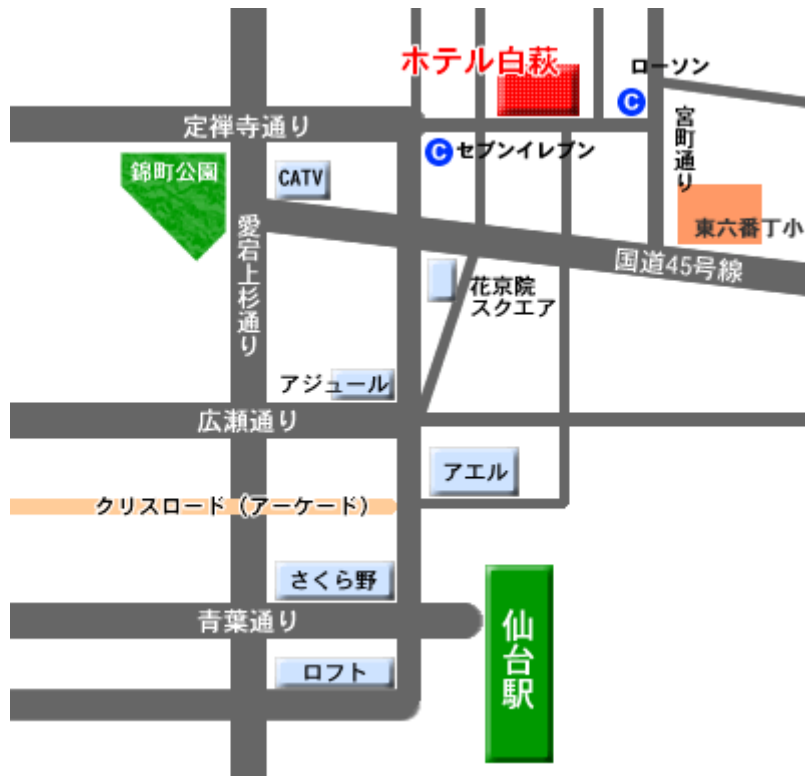 ホテル白萩
ローソン
C
定禅寺通り
C
セブンイレブン
宮町通り
錦町公園
CATV
東六番丁小
愛宕上杉通り
国道45号線
花京院
スクエア
アジュール
広瀬通り
アエル
クリスロード（アーケード）
さくら野
青葉通り
仙台駅
ロフト